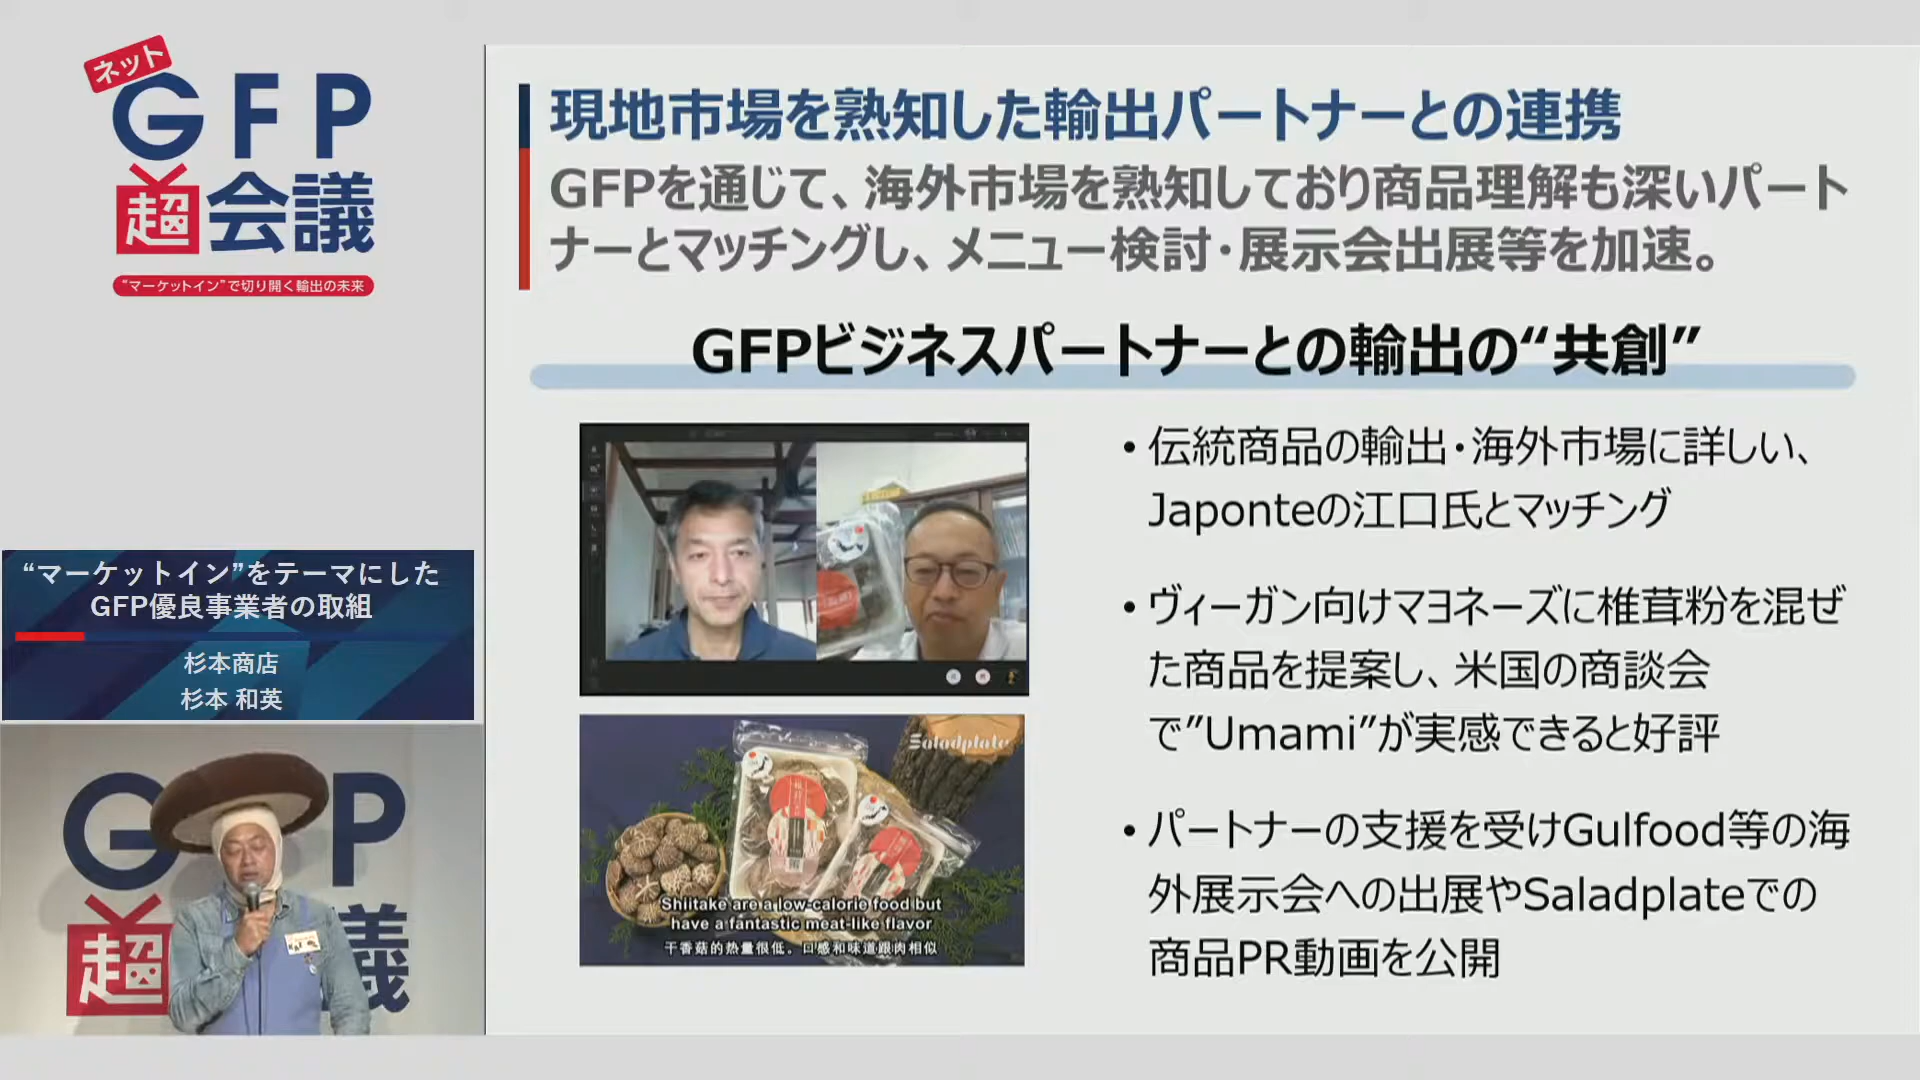 ネット
GFP
超会議
“マーケットイン”で切り開く輸出の未来
“マーケットイン”をテーマにした
GFP優良事業者の取組
杉本商店
杉本 和英
現地市場を熟知した輸出パートナーとの連携
GFPを通じて、海外市場を熟知しており商品理解も深いパート
ナーとマッチングし、メニュー検討・展示会出展等を加速。
GFPビジネスパートナーとの輸出の“共創”
• 伝統商品の輸出・海外市場に詳しい、
Japonteの江口氏とマッチング
• ヴィーガン向けマヨネーズに椎茸粉を混ぜ
た商品を提案し、米国の商談会
で”Umami”が実感できると好評
• パートナーの支援を受けGulfood等の海
外展示会への出展やSaladplateでの
商品PR動画を公開
Saladplate
Shiitake are a low-calorie food but
have a fantastic meat-like flavor
干香菇的热量很低。口感和味道跟肉相似
G P
超 議